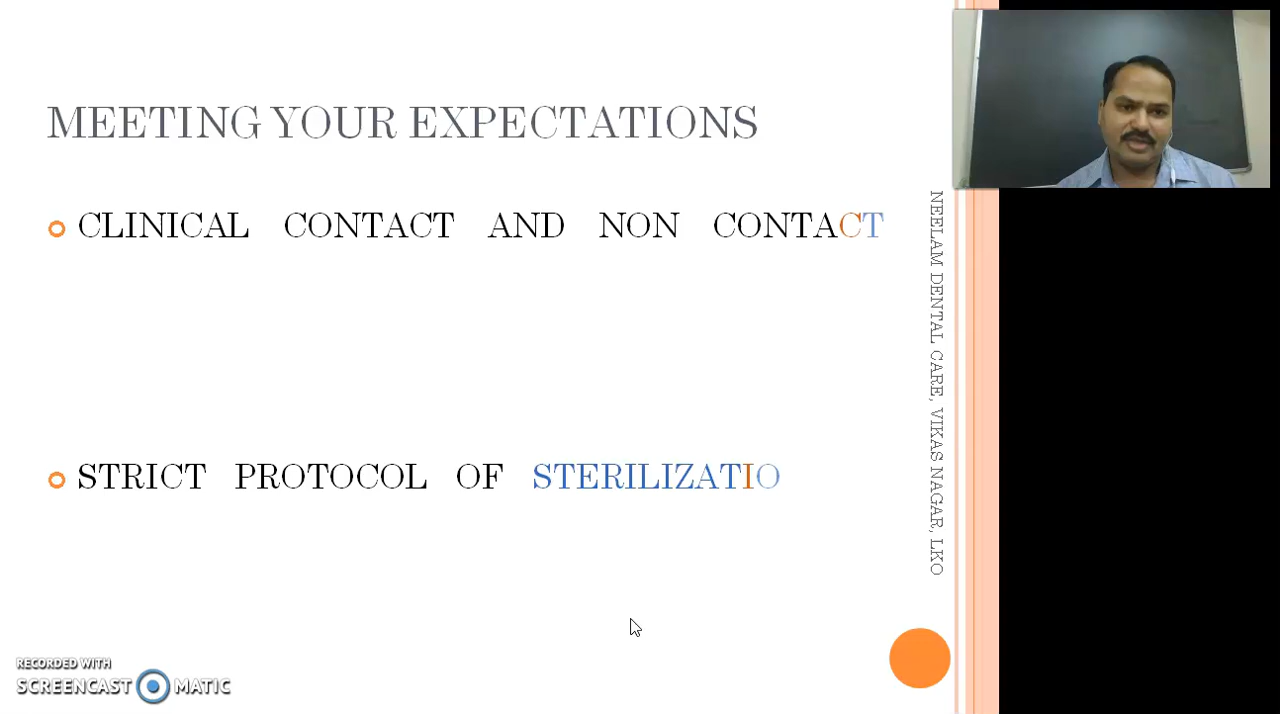 MEETING YOUR EXPECTATIONS
CLINICAL CONTACT AND NON CONTACT
STRICT PROTOCOL OF STERILIZATIO
NEELAM DENTAL CARE, VIKAS NAGAR, LKO
RECORDED WITH
SCREENCAST MATIC